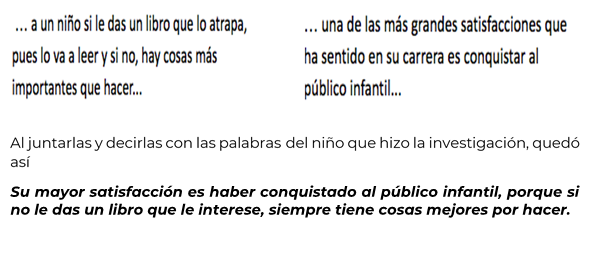 ... a un niño si le das un libro que lo atrapa,
pues lo va a leer y si no, hay cosas más
importantes que hacer...
... una de las más grandes satisfacciones que
ha sentido en su carrera es conquistar al
público infantil...
Al juntarlas y decirlas con las palabras del niño que hizo la investigación, quedó
así
Su mayor satisfacción es haber conquistado al público infantil, porque si
no le das un libro que le interese, siempre tiene cosas mejores por hacer.